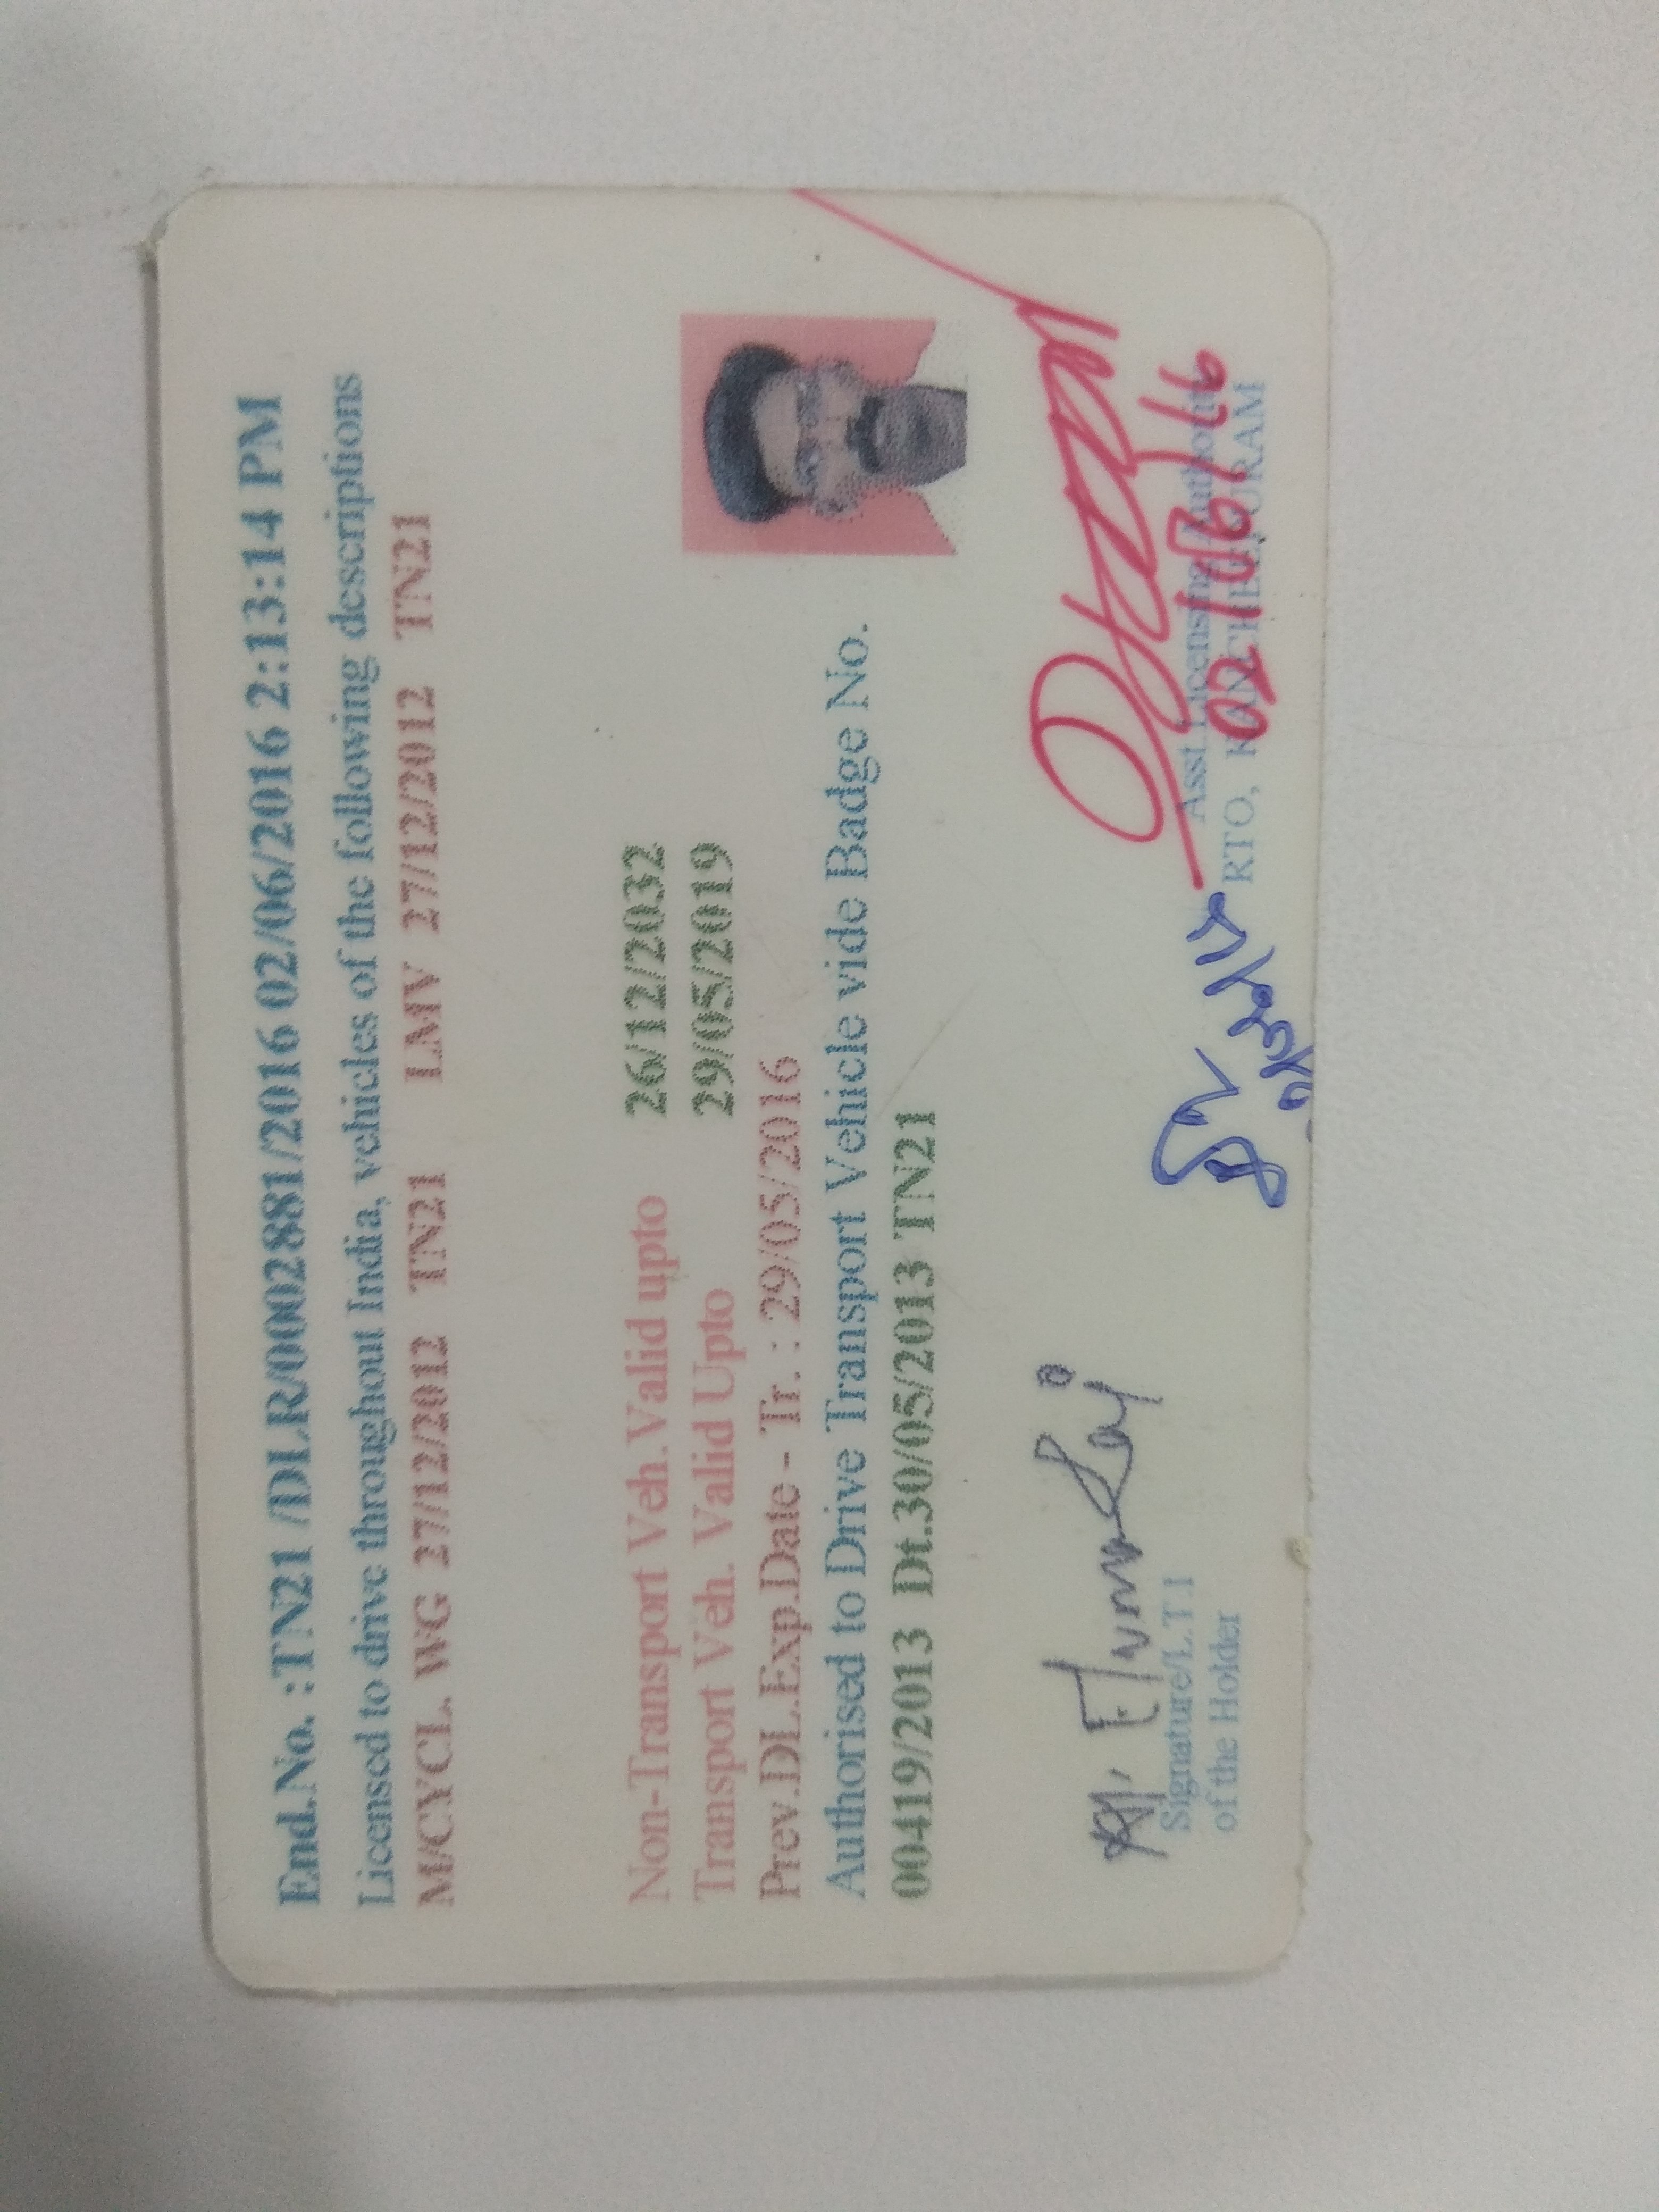 End.No. :TN21 /DLR/002881/2016 02/06/2016 2:13:14 PM
Licensed to drive throughout India, vehicles of the following descriptions
M/CYCL. WG 27/12/2012 TN21 LMV 27/12/2012 TN21
Non-Transport Veh.Valid upto 26/12/2032
Transport Veh. Valid Upto 29/05/2019
Prev.DL.Exp.Date - Tr. : 29/05/2016
Authorised to Drive Transport Vehicle vide Badge No.
00419/2013 Dt.30/05/2013 TN21
Signature/L.T.I
of the Holder
Asst Licensing Authority
RTO, KANCHEEPURAM